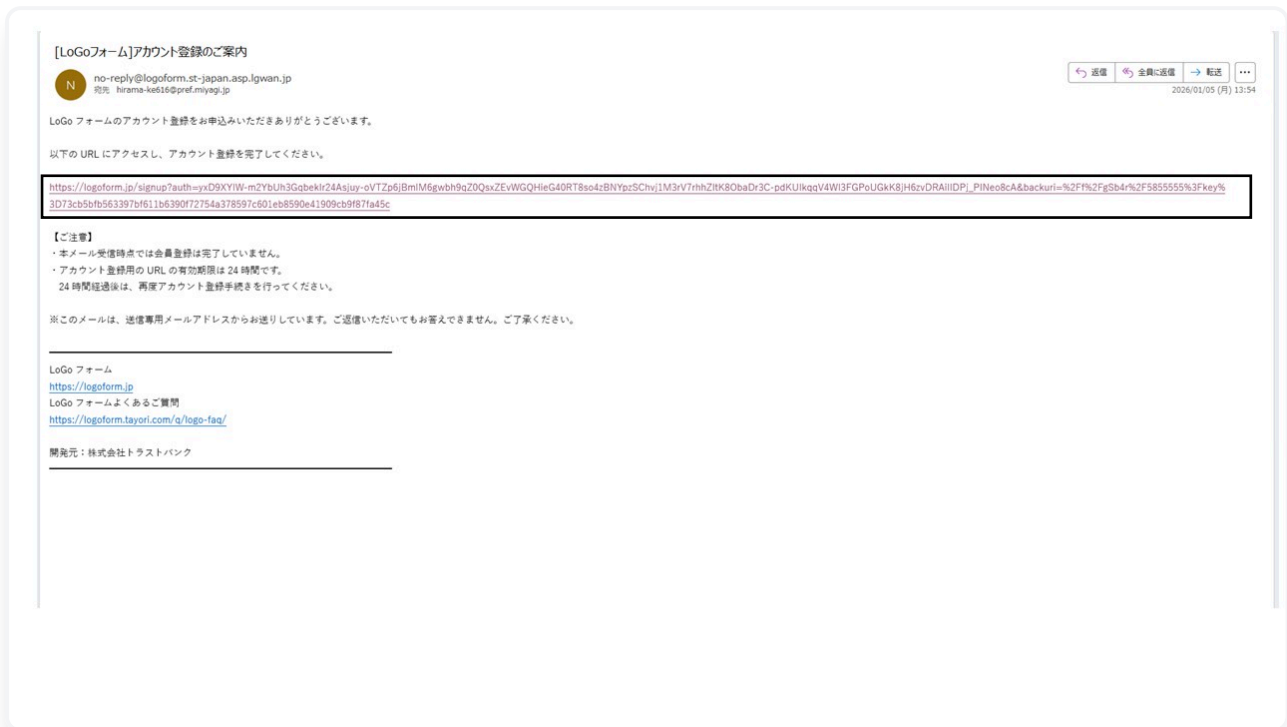 [LoGoフォーム]アカウント登録のご案内
N
no-reply@logoform.st-japan.asp.lgwan.jp
宛先 hirama-ke616@pref.miyagi.jp
返信
全員に返信
転送
2026/01/05 (月) 13:54
LoGo フォームのアカウント登録をお申込みいただきありがとうございます。
以下の URL にアクセスし、アカウント登録を完了してください。
https://logoform.jp/signup?auth=yxD9XYIW-m2YbUh3Gqbeklr24Asjuy-oVTZp6jBmlM6gwbh9qZ0QsxZEvWGQHieG40RT8so4zBNYpzSChvj1M3rV7rhhZltK8ObaDr3C-pdKUlkqqV4Wl3FGPoUGkK8jH6zvDRAilIDPj_PINeo8cA&backuri=%2Ff%2FgSb4r%2F5855555%3Fkey%
3D73cb5bfb563397bf611b6390f72754a378597c601eb8590e41909cb9f87fa45c
【ご注意】
・本メール受信時点では会員登録は完了していません。
・アカウント登録用の URL の有効期限は 24 時間です。
24 時間経過後は、再度アカウント登録手続きを行ってください。
※このメールは、送信専用メールアドレスからお送りしています。ご返信いただいてもお答えできません。ご了承ください。
LoGo フォーム
https://logoform.jp
LoGo フォームよくあるご質問
https://logoform.tayori.com/q/logo-faq/
開発元：株式会社トラストバンク